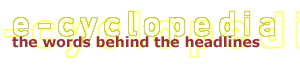 e-cyclopedia
the words behind the headlines